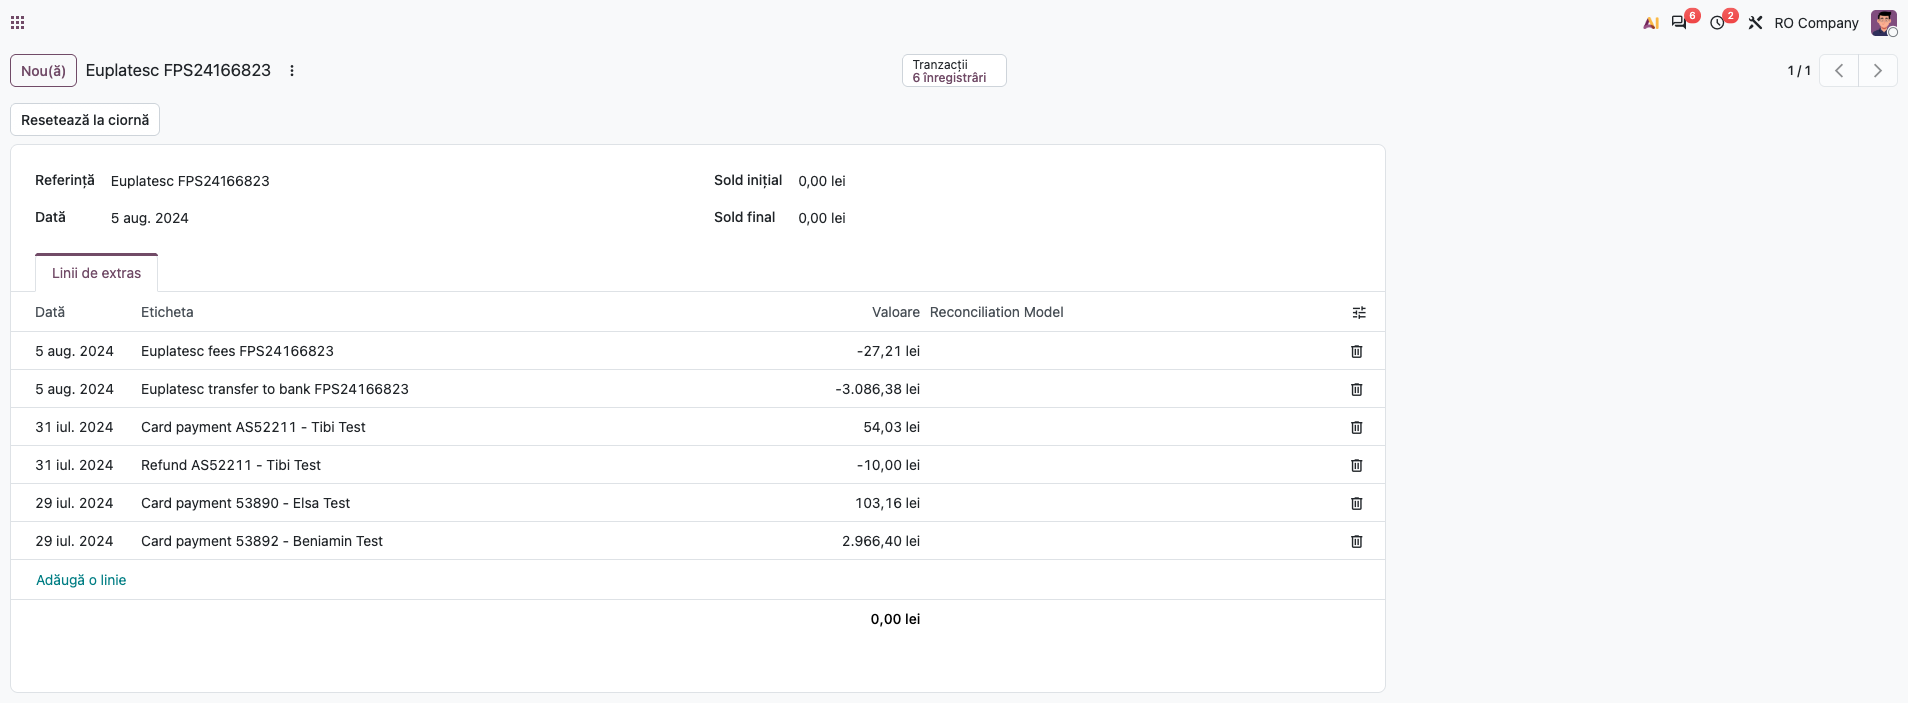 AI 6 2 RO Company
Nou(ă) Euplatesc FPS24166823
Tranzacții
6 înregistrări
1 / 1
Resetează la ciornă
Referință Euplatesc FPS24166823
Sold inițial 0,00 lei
Dată 5 aug. 2024
Sold final 0,00 lei
Linii de extras
Dată Eticheta Valoare Reconciliation Model
5 aug. 2024 Euplatesc fees FPS24166823 -27,21 lei
5 aug. 2024 Euplatesc transfer to bank FPS24166823 -3.086,38 lei
31 iul. 2024 Card payment AS52211 - Tibi Test 54,03 lei
31 iul. 2024 Refund AS52211 - Tibi Test -10,00 lei
29 iul. 2024 Card payment 53890 - Elsa Test 103,16 lei
29 iul. 2024 Card payment 53892 - Beniamin Test 2.966,40 lei
Adăugă o linie
0,00 lei